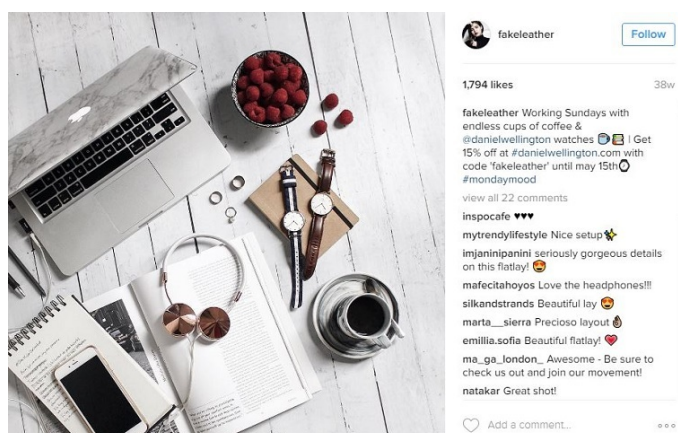 fakeleather
Follow
1,794 likes
38w
fakeleather Working Sundays with
endless cups of coffee &
@danielwellington watches ☕📔 | Get
15% off at #danielwellington.com with
code 'fakeleather' until may 15th⌚
#mondaymood
view all 22 comments
inspocafe ♥♥♥
mytrendylifestyle Nice setup✨
imjaninipanini seriously gorgeous details
on this flatlay! 😍
mafecitahoyos Love the headphones!!!
silkandstrands Beautiful lay 😍
marta__sierra Precioso layout 👌🏿
emillia.sofia Beautiful flatlay! 💗
ma_ga_london_ Awesome - Be sure to
check us out and join our movement!
natakar Great shot!
Add a comment...